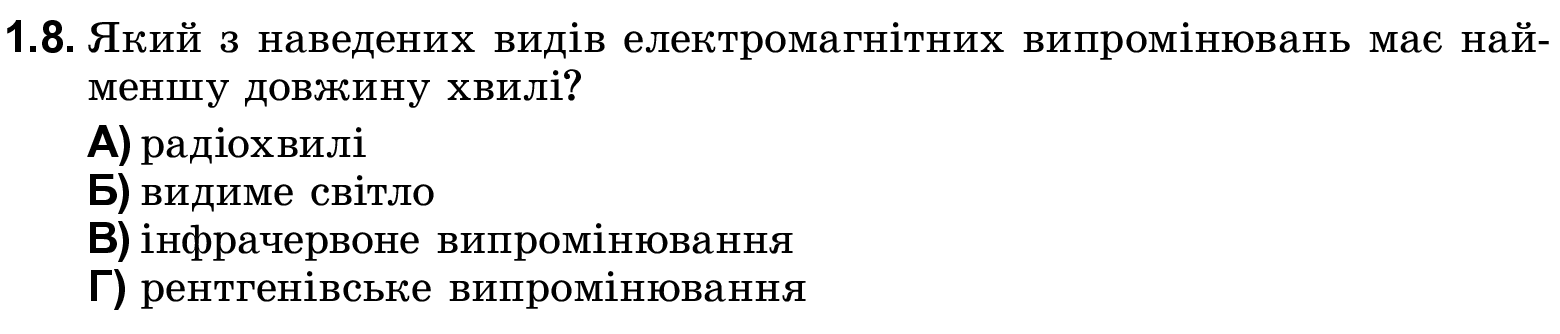 1.8. Який з наведених видів електромагнітних випромінювань має най-
меншу довжину хвилі?
А) радіохвилі
Б) видиме світло
В) інфрачервоне випромінювання
Г) рентгенівське випромінювання